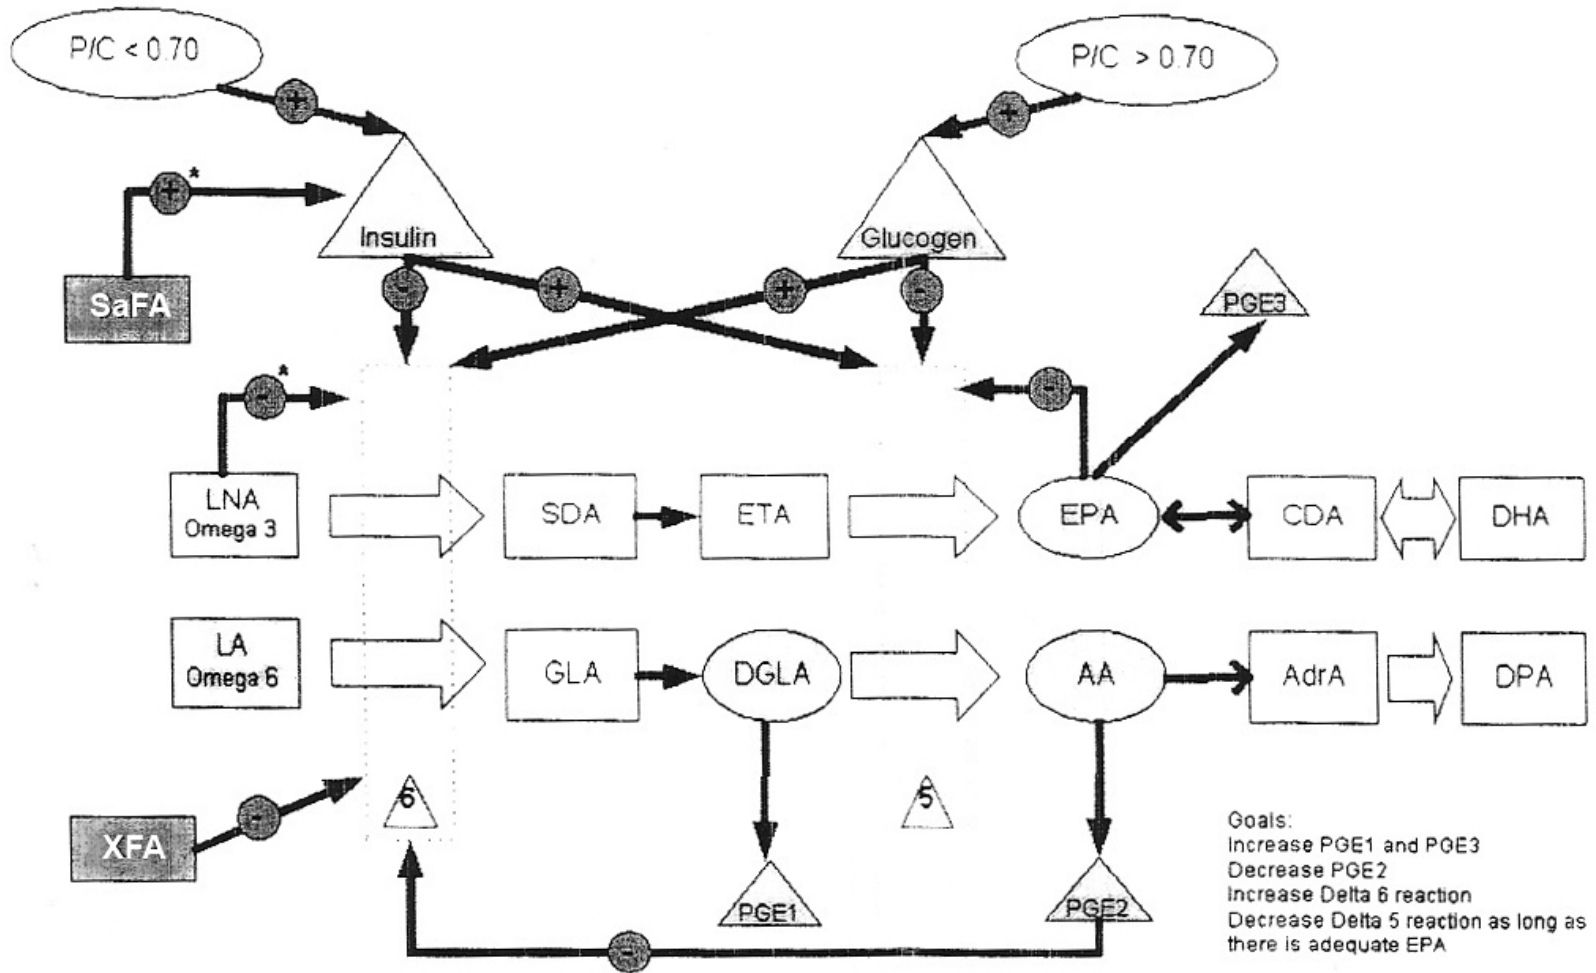 P/C < 0.70
P/C > 0.70
+
+
+ *
Insulin
Glucogen
SaFA
-
+
+
-
PGE3
- *
-
LNA
Omega 3
SDA
ETA
EPA
CDA
DHA
LA
Omega 6
GLA
DGLA
AA
AdrA
DPA
6
5
XFA
-
PGE1
PGE2
-
Goals:
Increase PGE1 and PGE3
Decrease PGE2
Increase Delta 6 reaction
Decrease Delta 5 reaction as long as
there is adequate EPA